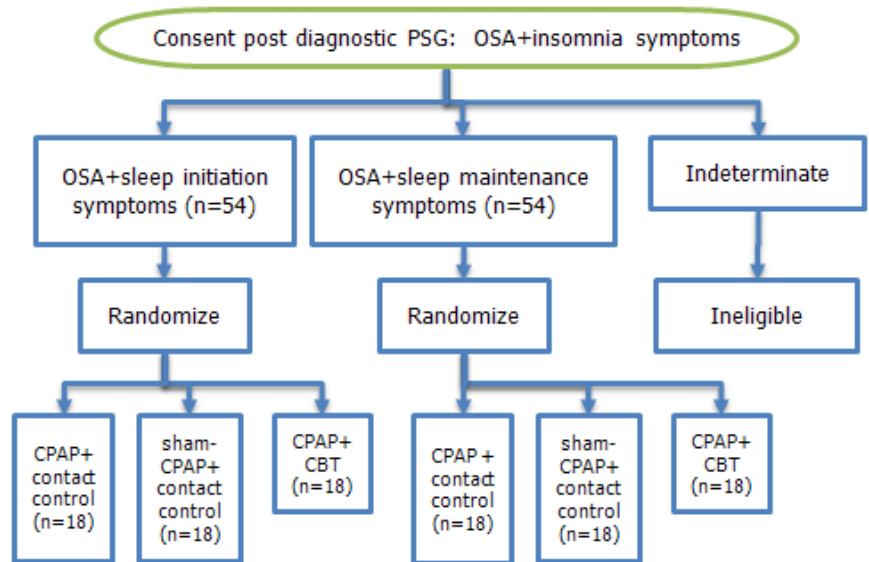 Consent post diagnostic PSG: OSA+insomnia symptoms
OSA+sleep initiation
symptoms (n=54)
OSA+sleep maintenance
symptoms (n=54)
Indeterminate
Randomize
Randomize
Ineligible
CPAP+
contact
control
(n=18)
sham-
CPAP+
contact
control
(n=18)
CPAP+
CBT
(n=18)
CPAP +
contact
control
(n=18)
sham-
CPAP+
contact
control
(n=18)
CPAP+
CBT
(n=18)